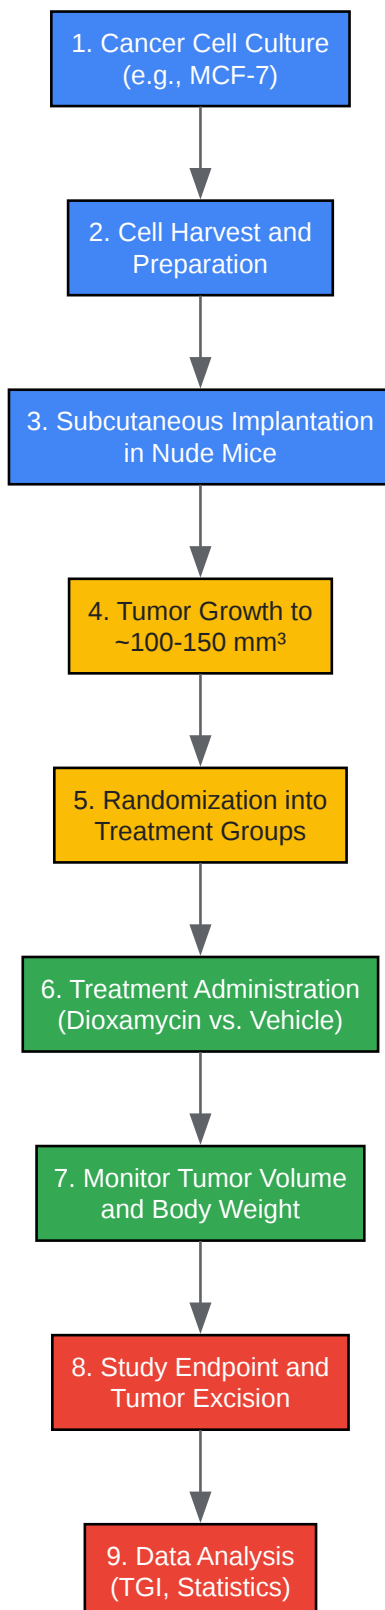 1. Cancer Cell Culture
(e.g., MCF-7)
2. Cell Harvest and
Preparation
3. Subcutaneous Implantation
in Nude Mice
4. Tumor Growth to
~100-150 mm³
5. Randomization into
Treatment Groups
6. Treatment Administration
(Dioxamycin vs. Vehicle)
7. Monitor Tumor Volume
and Body Weight
8. Study Endpoint and
Tumor Excision
9. Data Analysis
(TGI, Statistics)